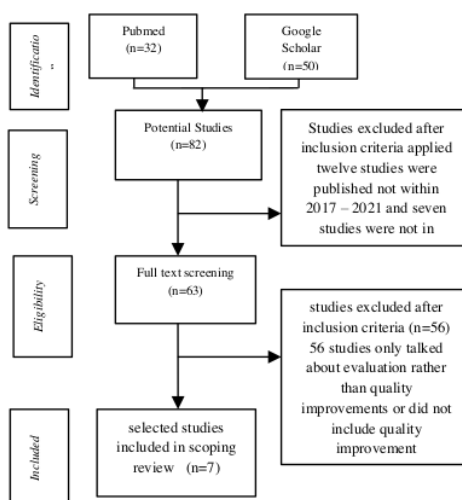 Identificatio
..
Pubmed
(n=32)
Google
Scholar
(n=50)
Screening
Potential Studies
(n=82)
Studies excluded after
inclusion criteria applied
twelve studies were
published not within
2017 – 2021 and seven
studies were not in
Eligibility
Full text screening
(n=63)
studies excluded after
inclusion criteria (n=56)
56 studies only talked
about evaluation rather
than quality
improvements or did not
include quality
improvement
Included
selected studies
included in scoping
review (n=7)